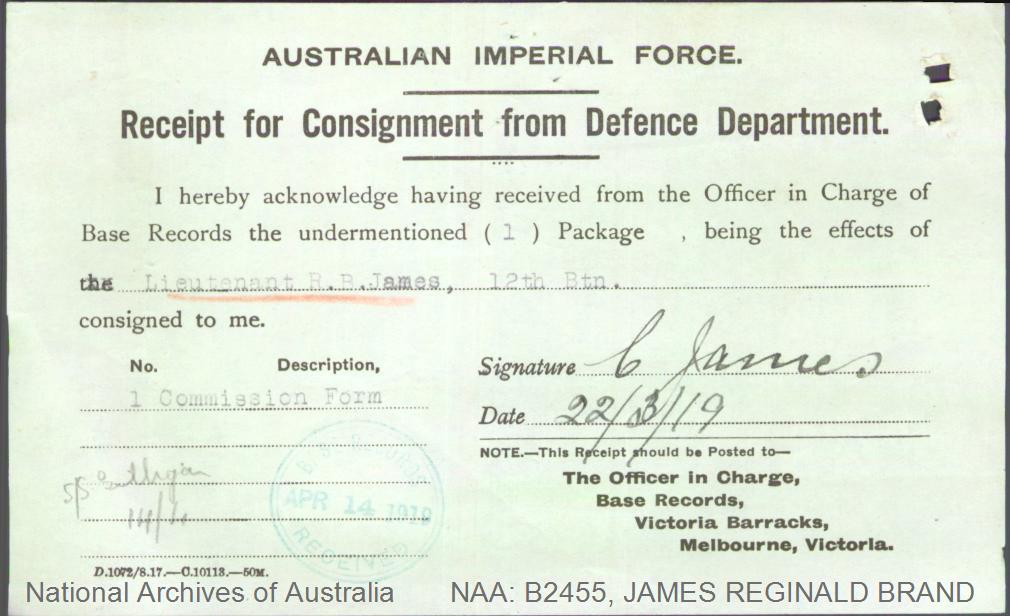 AUSTRALIAN IMPERIAL FORCE.
Receipt for Consignment from Defence Department.
I hereby acknowledge having received from the Officer in Charge of
Base Records the undermentioned ( 1 ) Package , being the effects of
the Lieutenant R.B.James, 12th Btn.
consigned to me.
No. Description,
1 Commission Form
Signature C James
Date 22/3/19
NOTE.—This Receipt should be Posted to—
The Officer in Charge,
Base Records,
Victoria Barracks,
Melbourne, Victoria.
BASE RECORDS
APR 14 1919
RECEIVED
D.1072/8.17.—C.10113.—50M.
National Archives of Australia NAA: B2455, JAMES REGINALD BRAND